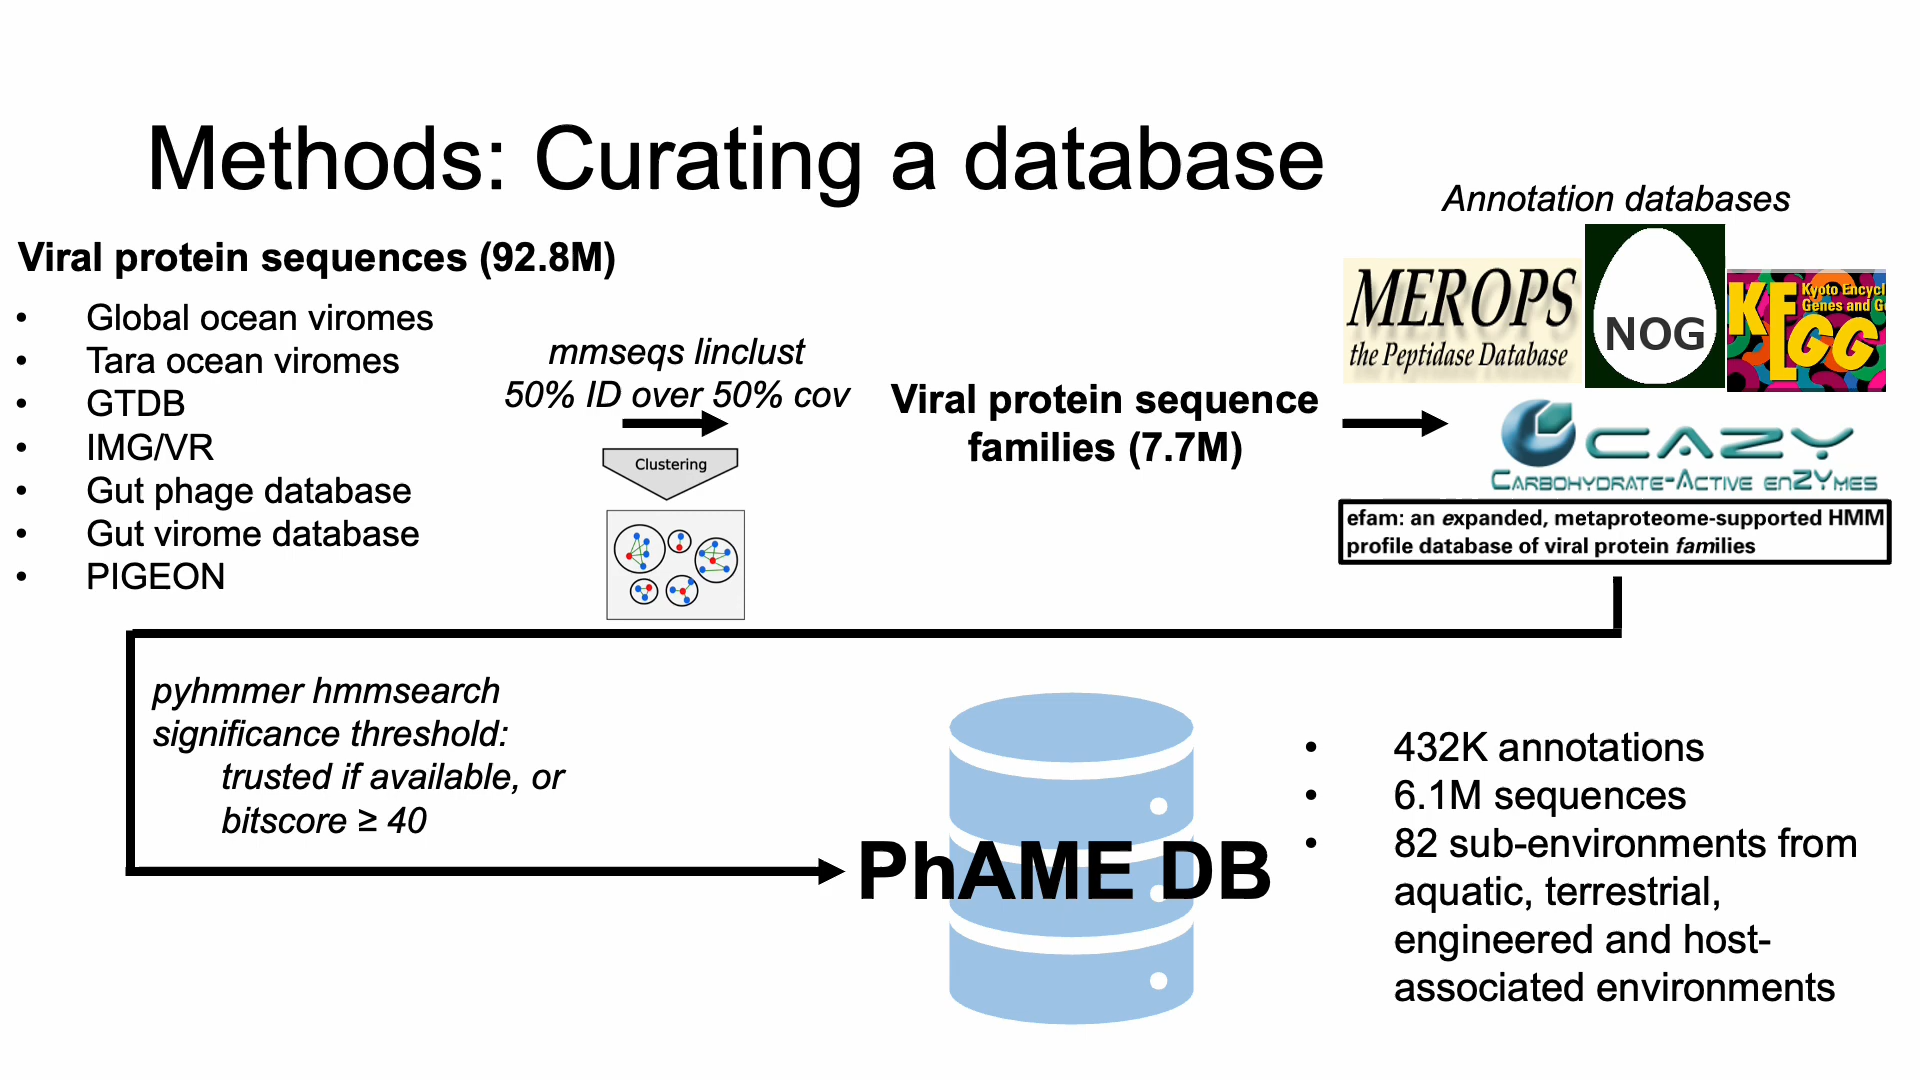 Methods: Curating a database
Viral protein sequences (92.8M)
• Global ocean viromes
• Tara ocean viromes
• GTDB
• IMG/VR
• Gut phage database
• Gut virome database
• PIGEON
mmseqs linclust
50% ID over 50% cov
Clustering
Viral protein sequence
families (7.7M)
Annotation databases
MEROPS
the Peptidase Database
NOG
KEGG
Kyoto Encycl
Genes and G
CAZY
CARBOHYDRATE-ACTIVE ENZYMES
efam: an expanded, metaproteome-supported HMM
profile database of viral protein families
pyhmmer hmmsearch
significance threshold:
trusted if available, or
bitscore ≥ 40
PhAME DB
• 432K annotations
• 6.1M sequences
• 82 sub-environments from
aquatic, terrestrial,
engineered and host-
associated environments